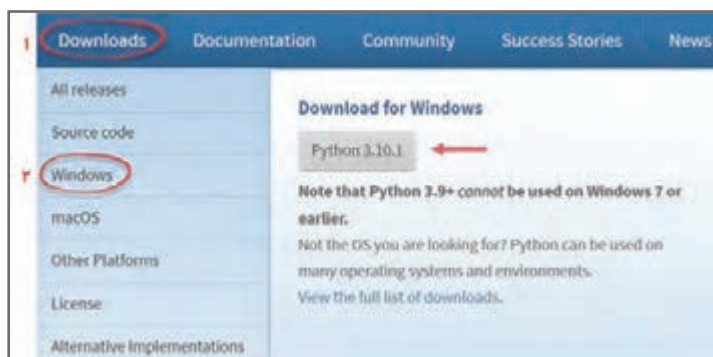 ۱ Downloads Documentation Community Success Stories News
All releases
Source code
۲ Windows
macOS
Other Platforms
License
Alternative Implementations
Download for Windows
Python 3.10.1
Note that Python 3.9+ cannot be used on Windows 7 or
earlier.
Not the OS you are looking for? Python can be used on
many operating systems and environments.
View the full list of downloads.